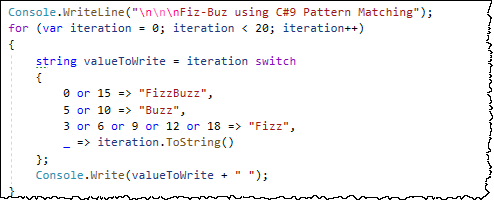 Console.WriteLine("\n\n\nFiz-Buz using C#9 Pattern Matching");
for (var iteration = 0; iteration < 20; iteration++)
{
    string valueToWrite = iteration switch
    {
        0 or 15 => "FizzBuzz",
        5 or 10 => "Buzz",
        3 or 6 or 9 or 12 or 18 => "Fizz",
        _ => iteration.ToString()
    };
    Console.Write(valueToWrite + " ");
}